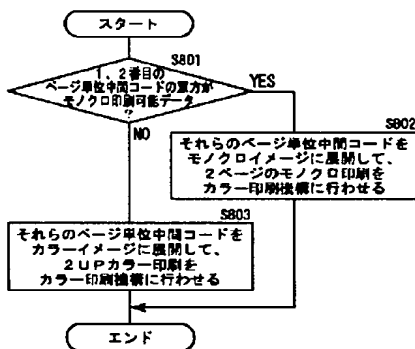 スタート
S801
1、2番目の
ページ単位中間コードの双方が
モノクロ印刷可能データ
?
YES
NO
S802
それらのページ単位中間コードを
モノクロイメージに展開して、
2ページのモノクロ印刷を
カラー印刷機構に行わせる
S803
それらのページ単位中間コードを
カラーイメージに展開して、
2UPカラー印刷を
カラー印刷機構に行わせる
エンド